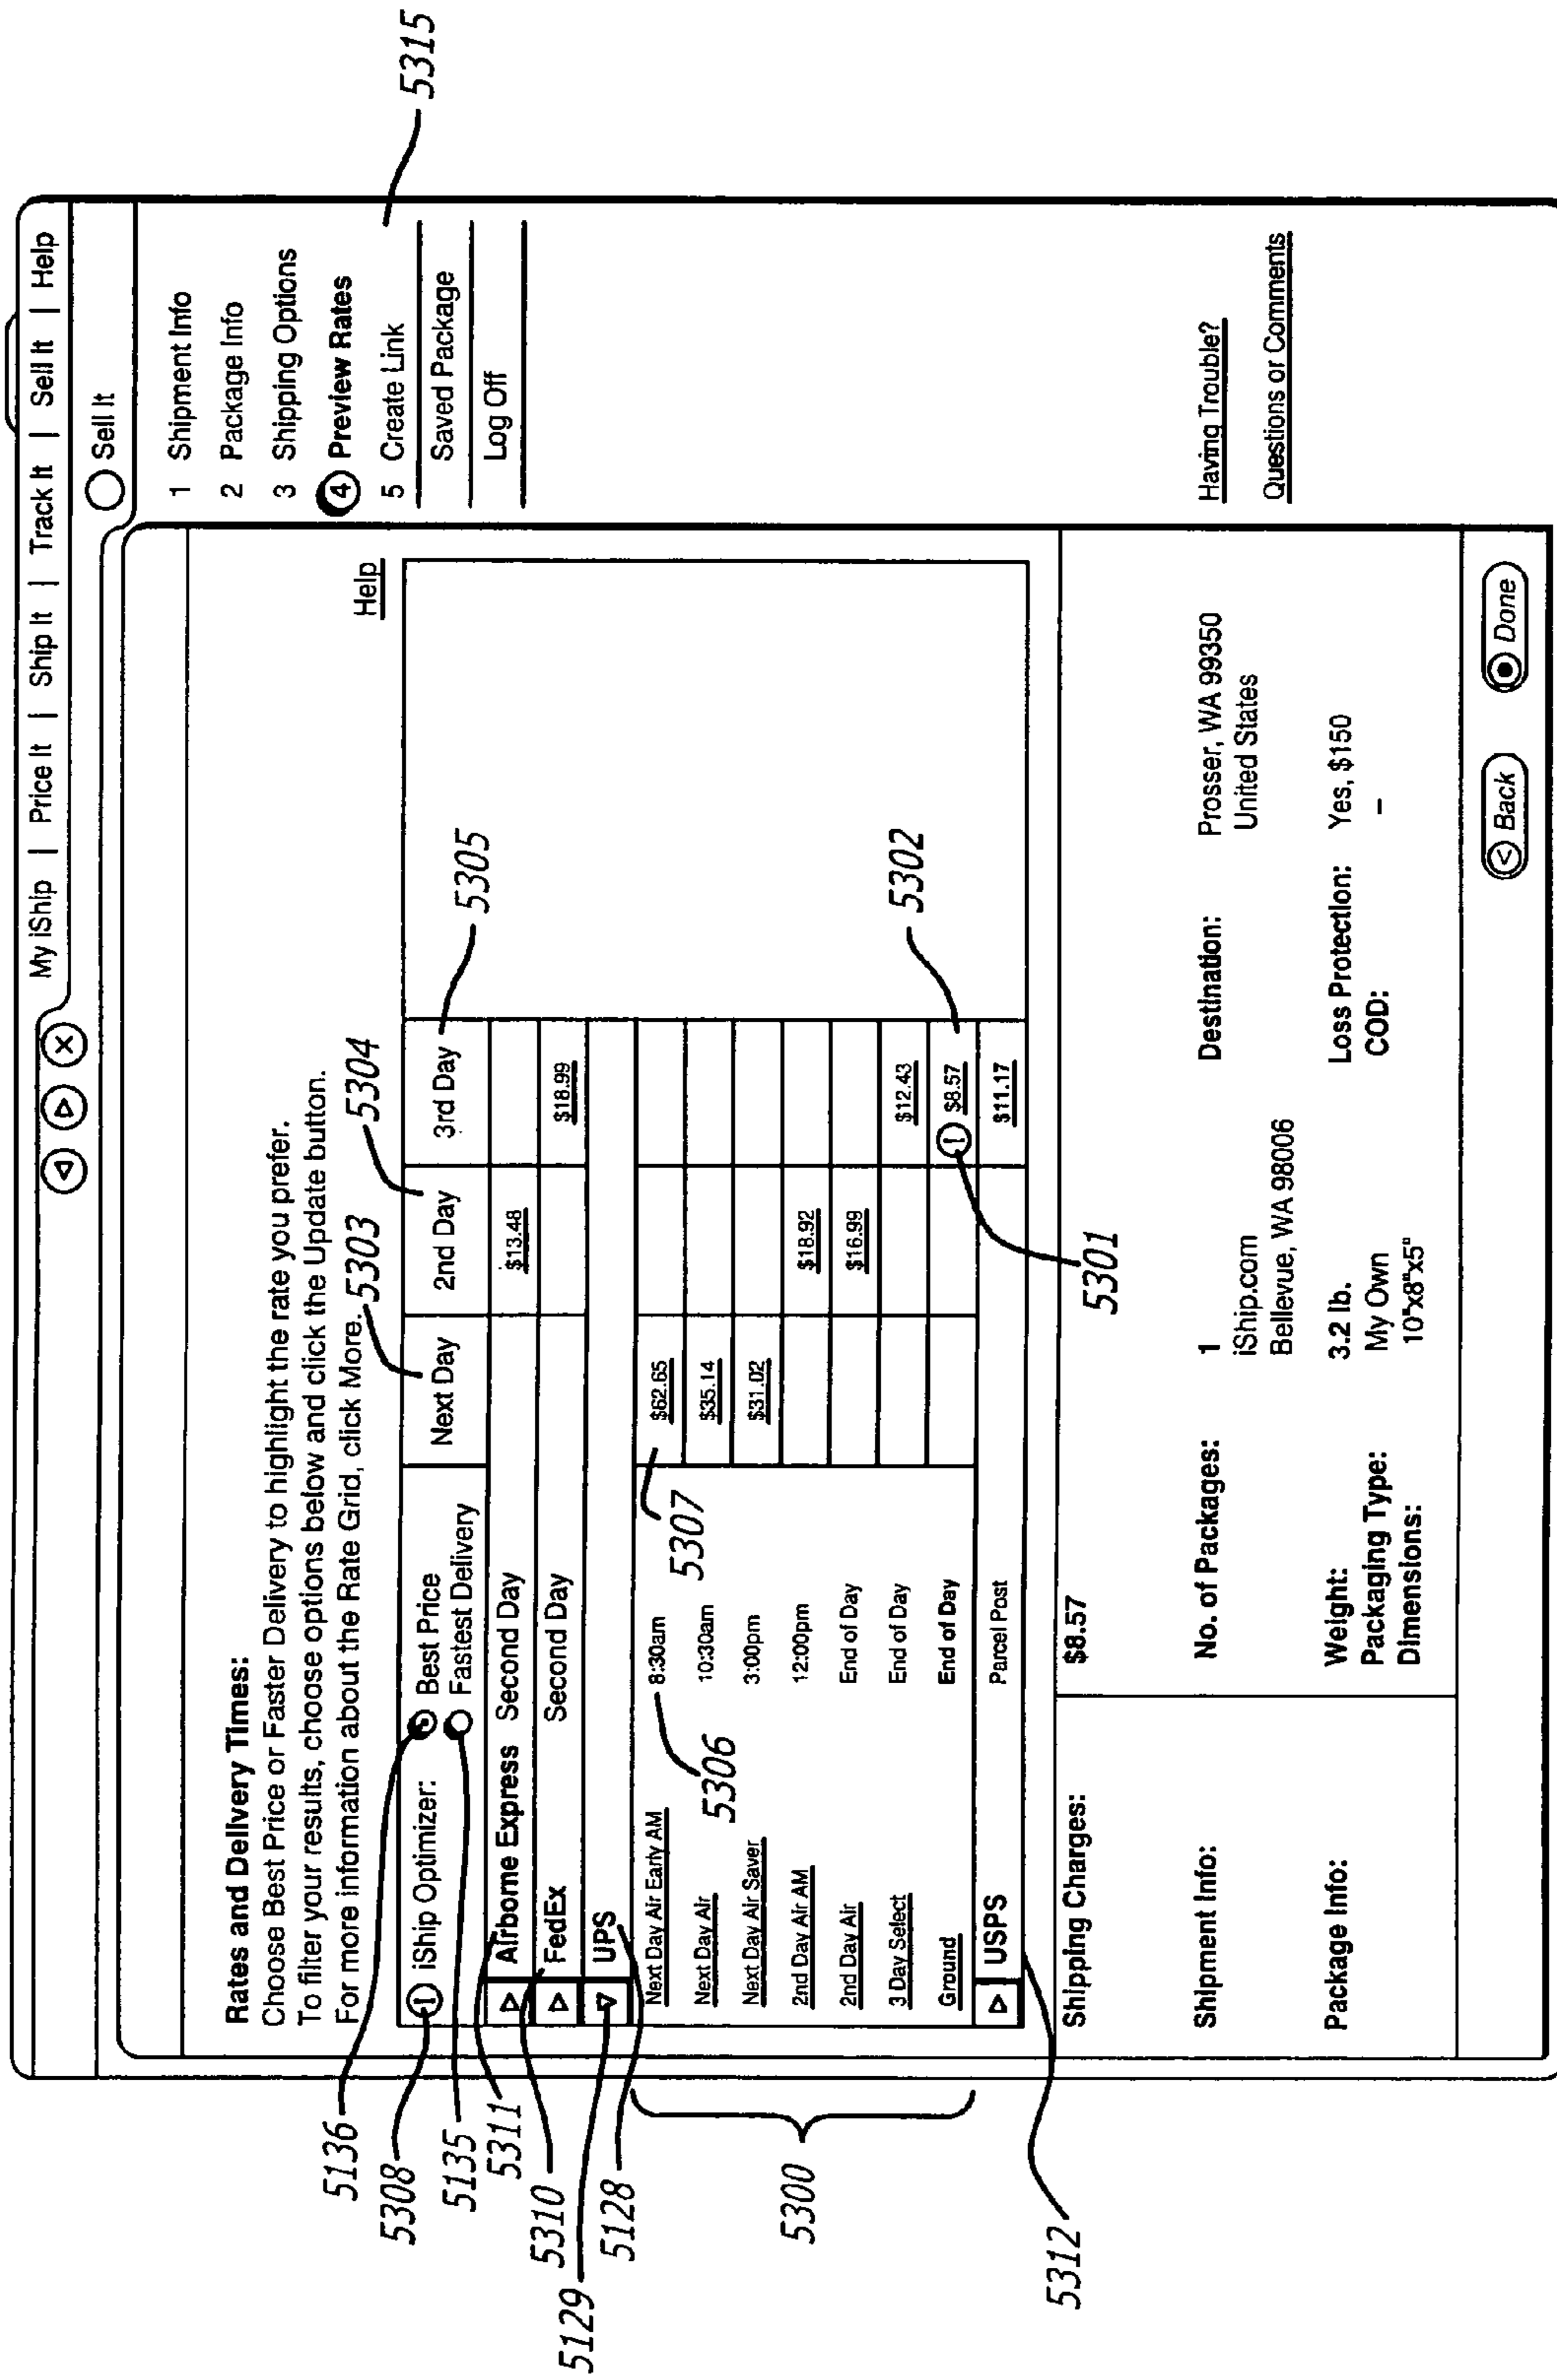 My iShip | Price It | Ship It | Track It | Sell It | Help
Sell It
5315
1 Shipment Info
2 Package Info
3 Shipping Options
4 Preview Rates
5 Create Link
Saved Package
Log Off
Having Trouble?
Questions or Comments
Rates and Delivery Times:
Choose Best Price or Faster Delivery to highlight the rate you prefer.
To filter your results, choose options below and click the Update button.
For more information about the Rate Grid, click More.
Help
5303
5304
5305
5136
5308
5135
5311
5310
5129
5128
5300
5312
iShip Optimizer: Best Price
Fastest Delivery
Next Day 2nd Day 3rd Day
Airborne Express Second Day $13.48
FedEx Second Day $18.99
UPS
Next Day Air Early AM 8:30am $62.65
Next Day Air 10:30am $35.14
Next Day Air Saver 3:00pm $31.02
2nd Day Air AM 12:00pm $18.92
2nd Day Air End of Day $16.99
3 Day Select End of Day $12.43
Ground End of Day $8.57
USPS Parcel Post $11.17
5306
5307
5302
5301
Shipping Charges: $8.57
Shipment Info: No. of Packages: 1 Destination: Prosser, WA 99350
iShip.com United States
Bellevue, WA 98006
Package Info: Weight: 3.2 lb. Loss Protection: Yes, $150
Packaging Type: My Own COD: –
Dimensions: 10"x8"x5"
< Back Done